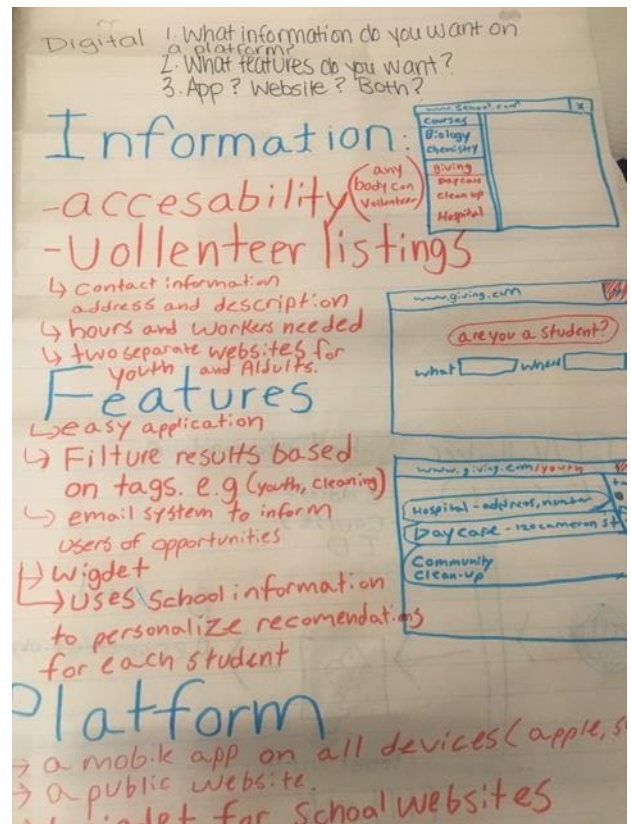 Digital 1. What information do you want on
a platform?
2. What features do you want?
3. App? Website? Both?
Information:
-accesability (any
body can
Vollenteer)
-Vollenteer listings
↳ contact information
address and description
↳ hours and workers needed
↳ two separate websites for
youth and Aldults.
www.School.com x
Courses
Biology
Chemistry
giving
Daycare
clean up
Hospital
www.giving.com
are you a student?
what where
Features
↳ easy application
↳ Filture results based
on tags. e.g (youth, cleaning)
↳ email system to inform
users of opportunities
↳ wigdet
↳ Uses School information
to personalize recomendations
for each student
www.giving.com/youth
Hospital - address, number
Daycare - 120 cameron st
Community
Clean-up
Platform
→ a mobile app on all devices (apple,
→ a public website.
for School websites